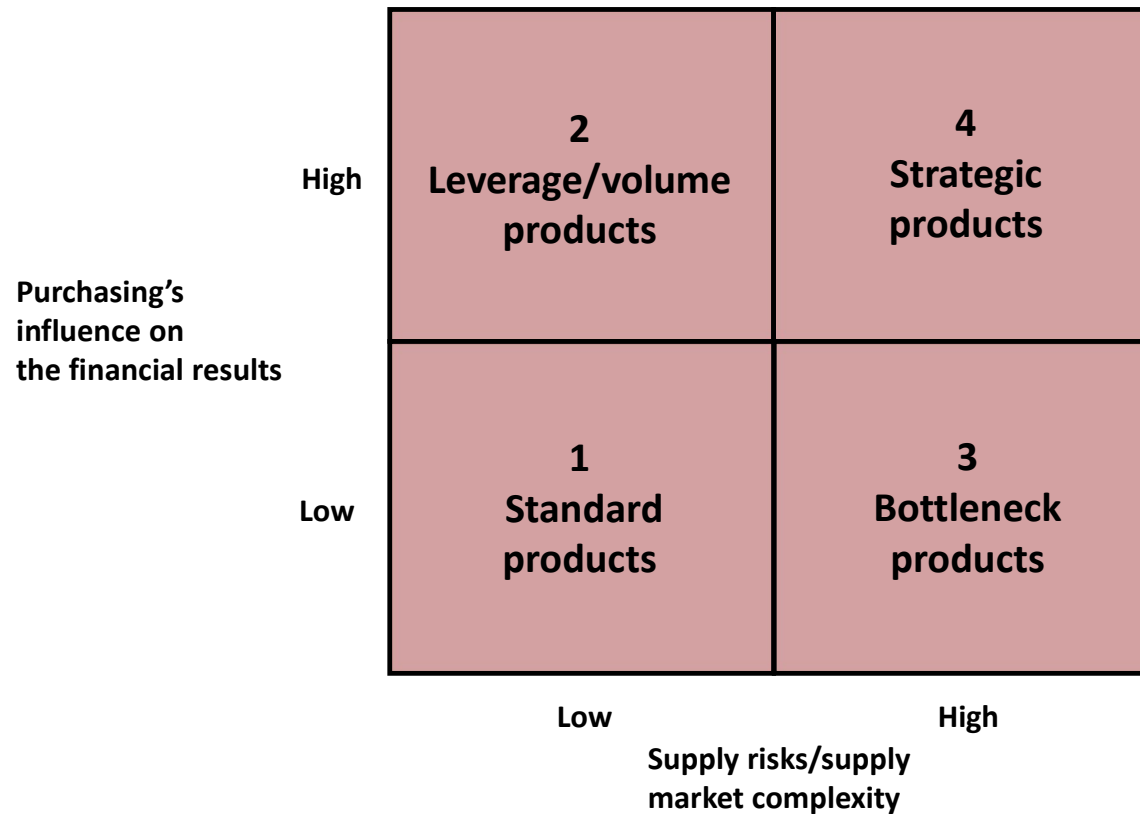 2
Leverage/volume
products
4
Strategic
products
High
Purchasing’s
influence on
the financial results
1
Standard
products
3
Bottleneck
products
Low
Low
High
Supply risks/supply
market complexity